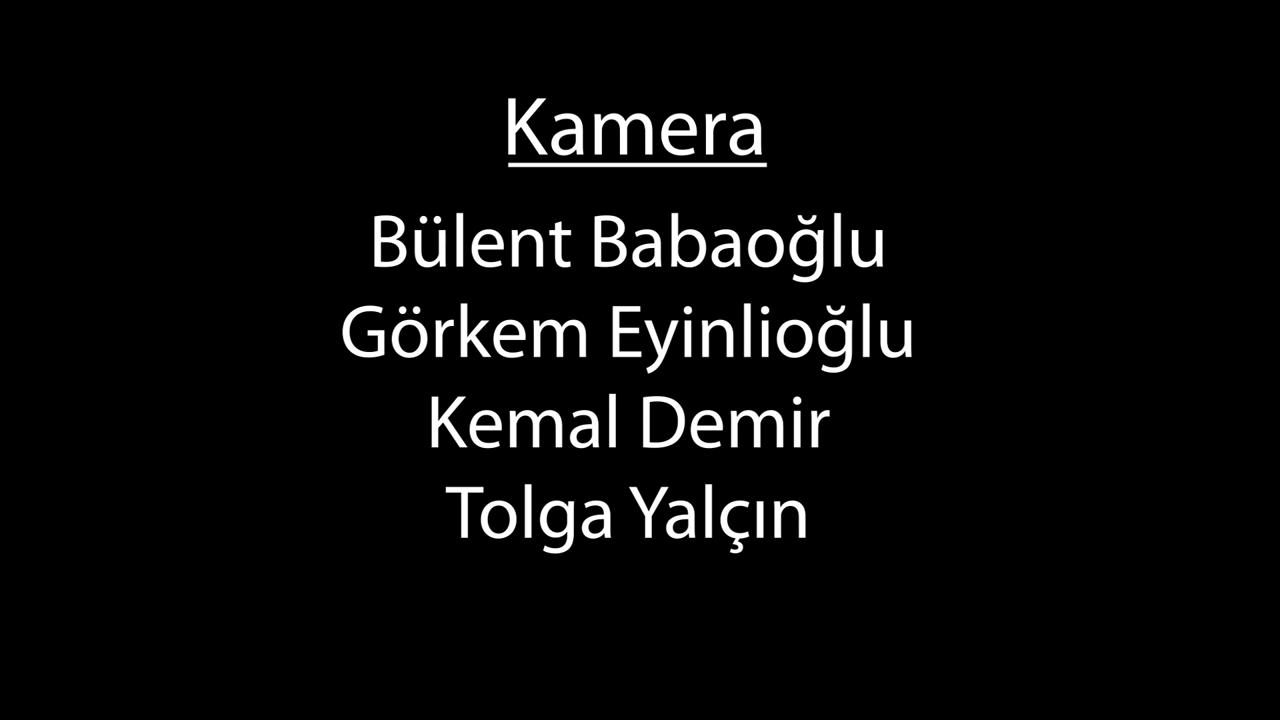 Kamera
Bülent Babaoğlu
Görkem Eyinlioğlu
Kemal Demir
Tolga Yalçın